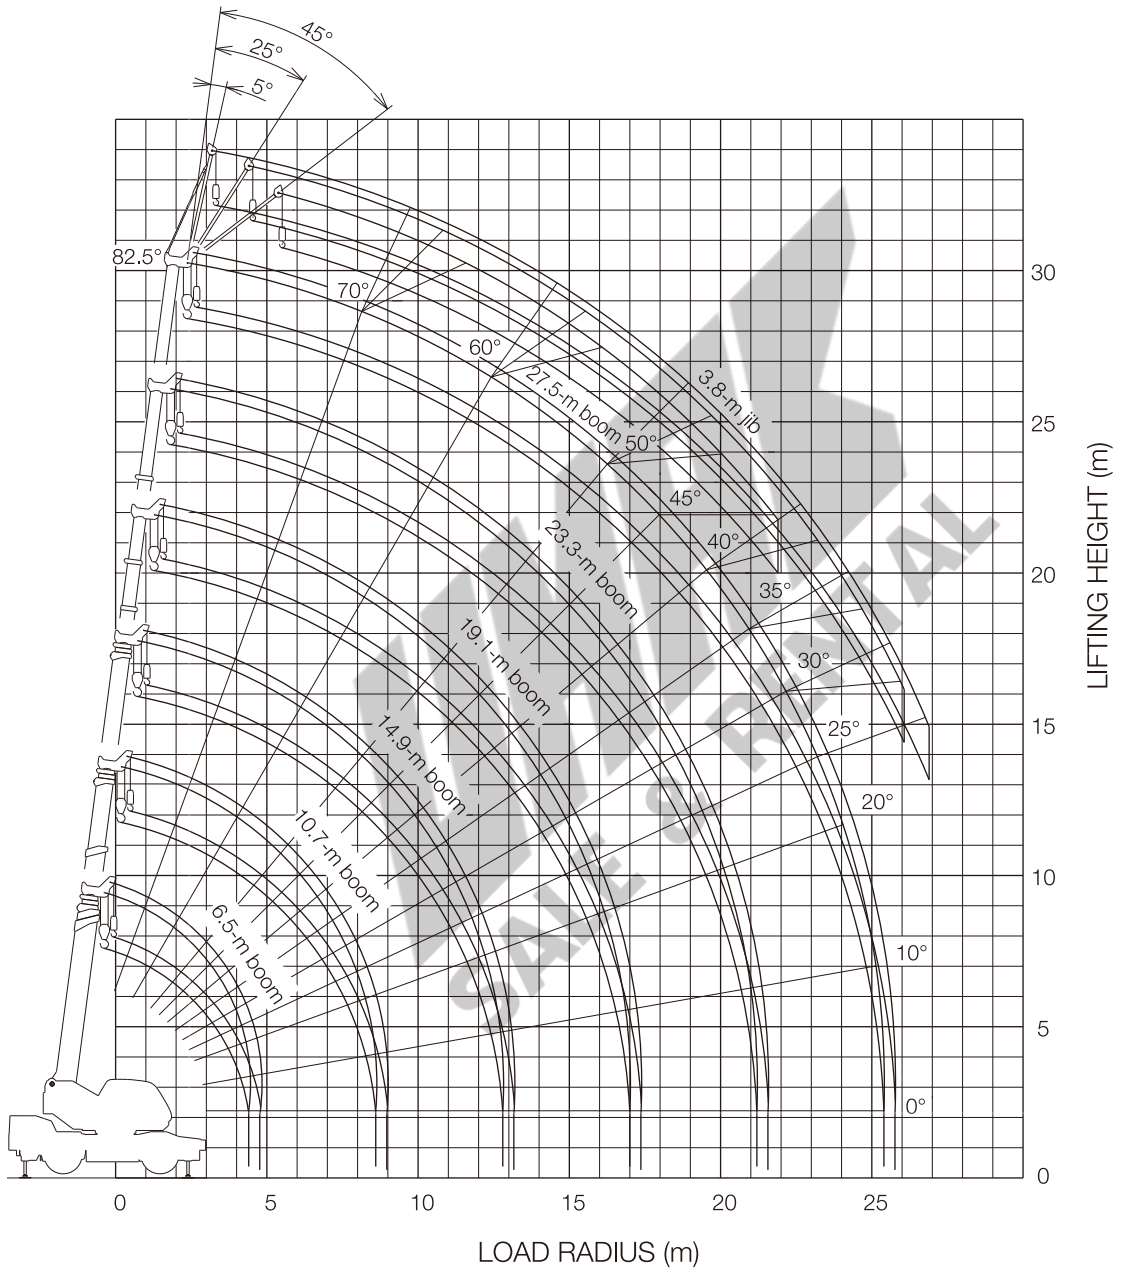 45°
25°
5°
82.5°
70°
60°
50°
45°
40°
35°
30°
25°
20°
10°
0°
3.8-m jib
27.5-m boom
23.3-m boom
19.1-m boom
14.9-m boom
10.7-m boom
6.5-m boom
SALE & RENTAL
30
25
20
15
10
5
0
LIFTING HEIGHT (m)
0 5 10 15 20 25
LOAD RADIUS (m)